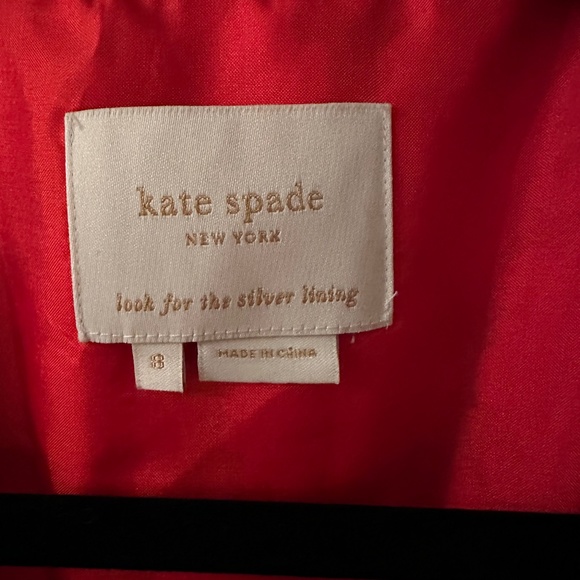 kate spade
NEW YORK
look for the silver lining
8
MADE IN CHINA